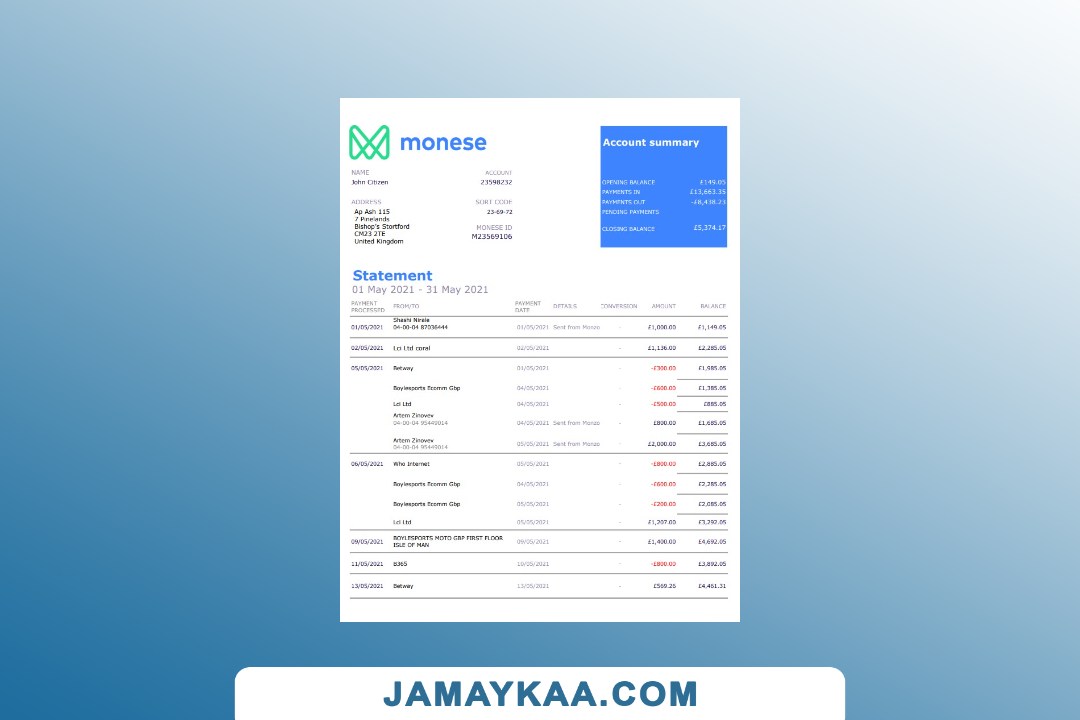 monese
Account summary
NAME ACCOUNT
John Citizen 23598232
OPENING BALANCE £149.05
PAYMENTS IN £13,663.35
ADDRESS SORT CODE
PAYMENTS OUT -£8,438.23
Ap Ash 115 23-69-72
PENDING PAYMENTS
7 Pinelands
Bishop's Stortford MONESE ID
CLOSING BALANCE £5,374.17
CM23 2TE M23569106
United Kingdom
Statement
01 May 2021 - 31 May 2021
PAYMENT PROCESSED FROM/TO PAYMENT DATE DETAILS CONVERSION AMOUNT BALANCE
Shashi Nirala
01/05/2021 04-00-04 87036444 01/05/2021 Sent from Monzo - £1,000.00 £1,149.05
02/05/2021 Lci Ltd coral 02/05/2021 - £1,136.00 £2,285.05
05/05/2021 Betway 01/05/2021 - -£300.00 £1,985.05
Boylesports Ecomm Gbp 04/05/2021 - -£600.00 £1,385.05
Lci Ltd 04/05/2021 - -£500.00 £885.05
Artem Zinovev
04-00-04 95449014 04/05/2021 Sent from Monzo - £800.00 £1,685.05
Artem Zinovev
04-00-04 95449014 05/05/2021 Sent from Monzo - £2,000.00 £3,685.05
06/05/2021 Who Internet 05/05/2021 - -£800.00 £2,885.05
Boylesports Ecomm Gbp 04/05/2021 - -£600.00 £2,285.05
Boylesports Ecomm Gbp 05/05/2021 - -£200.00 £2,085.05
Lci Ltd 05/05/2021 - £1,207.00 £3,292.05
BOYLESPORTS MOTO GBP FIRST FLOOR
09/05/2021 ISLE OF MAN 09/05/2021 - £1,400.00 £4,692.05
11/05/2021 B365 10/05/2021 - -£800.00 £3,892.05
13/05/2021 Betway 13/05/2021 - £569.26 £4,461.31
JAMAYKAA.COM